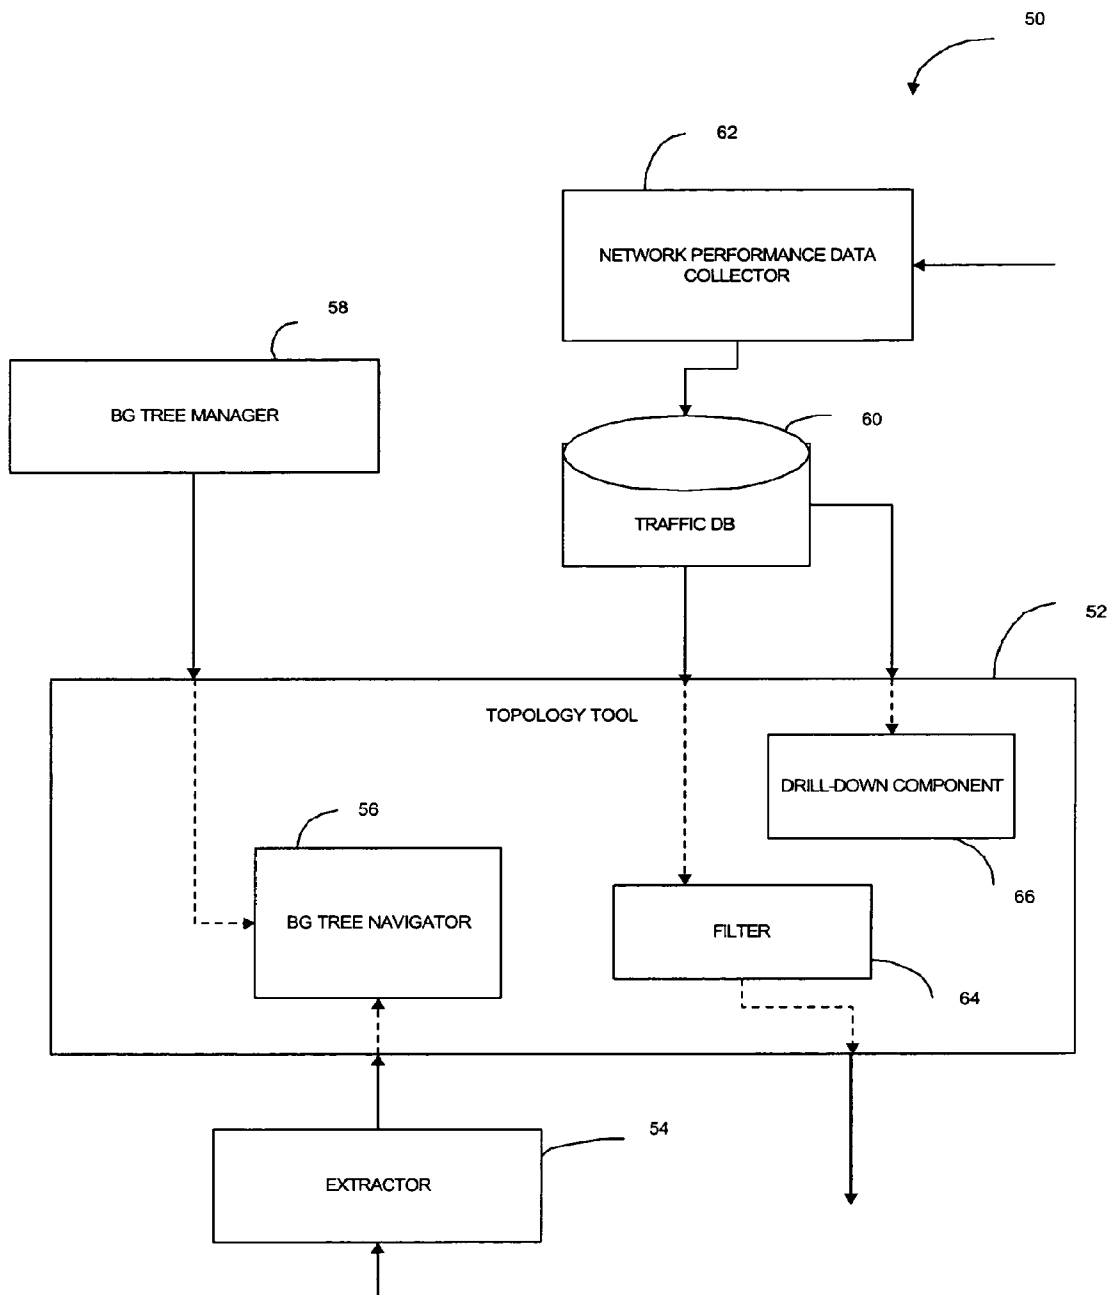 50
62
NETWORK PERFORMANCE DATA
COLLECTOR
58
BG TREE MANAGER
60
TRAFFIC DB
52
TOPOLOGY TOOL
DRILL-DOWN COMPONENT
56
66
BG TREE NAVIGATOR
FILTER
64
54
EXTRACTOR